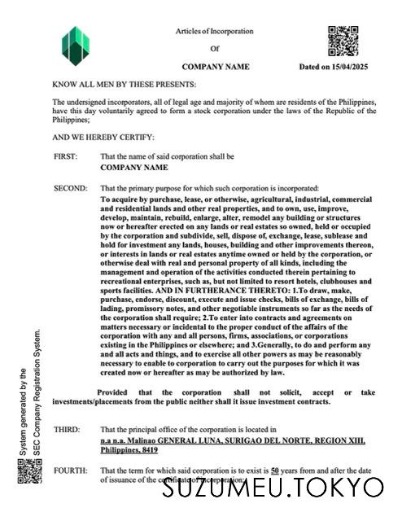 Articles of Incorporation
Of
COMPANY NAME
Dated on 15/04/2025
KNOW ALL MEN BY THESE PRESENTS:
The undersigned incorporators, all of legal age and majority of whom are residents of the Philippines,
have this day voluntarily agreed to form a stock corporation under the laws of the Republic of the
Philippines;
AND WE HEREBY CERTIFY:
FIRST: That the name of said corporation shall be
COMPANY NAME
SECOND: That the primary purpose for which such corporation is incorporated:
To acquire by purchase, lease, or otherwise, agricultural, industrial, commercial
and residential lands and other real properties, and to own, use, improve,
develop, maintain, rebuild, enlarge, alter, remodel any building or structures
now or hereafter erected on any lands or real estates so owned, held or occupied
by the corporation and subdivide, sell, dispose of, exchange, lease, sublease and
hold for investment any lands, houses, building and other improvements thereon,
or interests in lands or real estates anytime owned or held by the corporation, or
otherwise deal with real and personal property of all kinds, including the
management and operation of the activities conducted therein pertaining to
recreational enterprises, such as, but not limited to resort hotels, clubhouses and
sports facilities. AND IN FURTHERANCE THERETO: 1.To draw, make,
purchase, endorse, discount, execute and issue checks, bills of exchange, bills of
lading, promisory notes, and other negotiable instruments so far as the needs of
the corporation shall require; 2.To enter into contracts and agreements on
matters necessary or incidental to the proper conduct of the affairs of the
corporation with any and all persons, firms, associations, or corporations
existing in the Philippines or elsewhere; and 3.Generally, to do and perform any
and all acts and things, and to exercise all other powers as may be reasonably
necessary to enable to corporation to carry out the purposes for which it was
created now or hereafter as may be authorized by law.
Provided that the corporation shall not solicit, accept or take
investments/placements from the public neither shall it issue investment contracts.
THIRD: That the principal office of the corporation is located in
n.a n.a. Malinao GENERAL LUNA, SURIGAO DEL NORTE, REGION XIII,
Philippines, 8419
FOURTH: That the term for which said corporation is to exist is 50 years from and after the date
of issuance of the certificate of incorporation;
System generated by the
SEC Company Registration System.
SUZUMEU.TOKYO